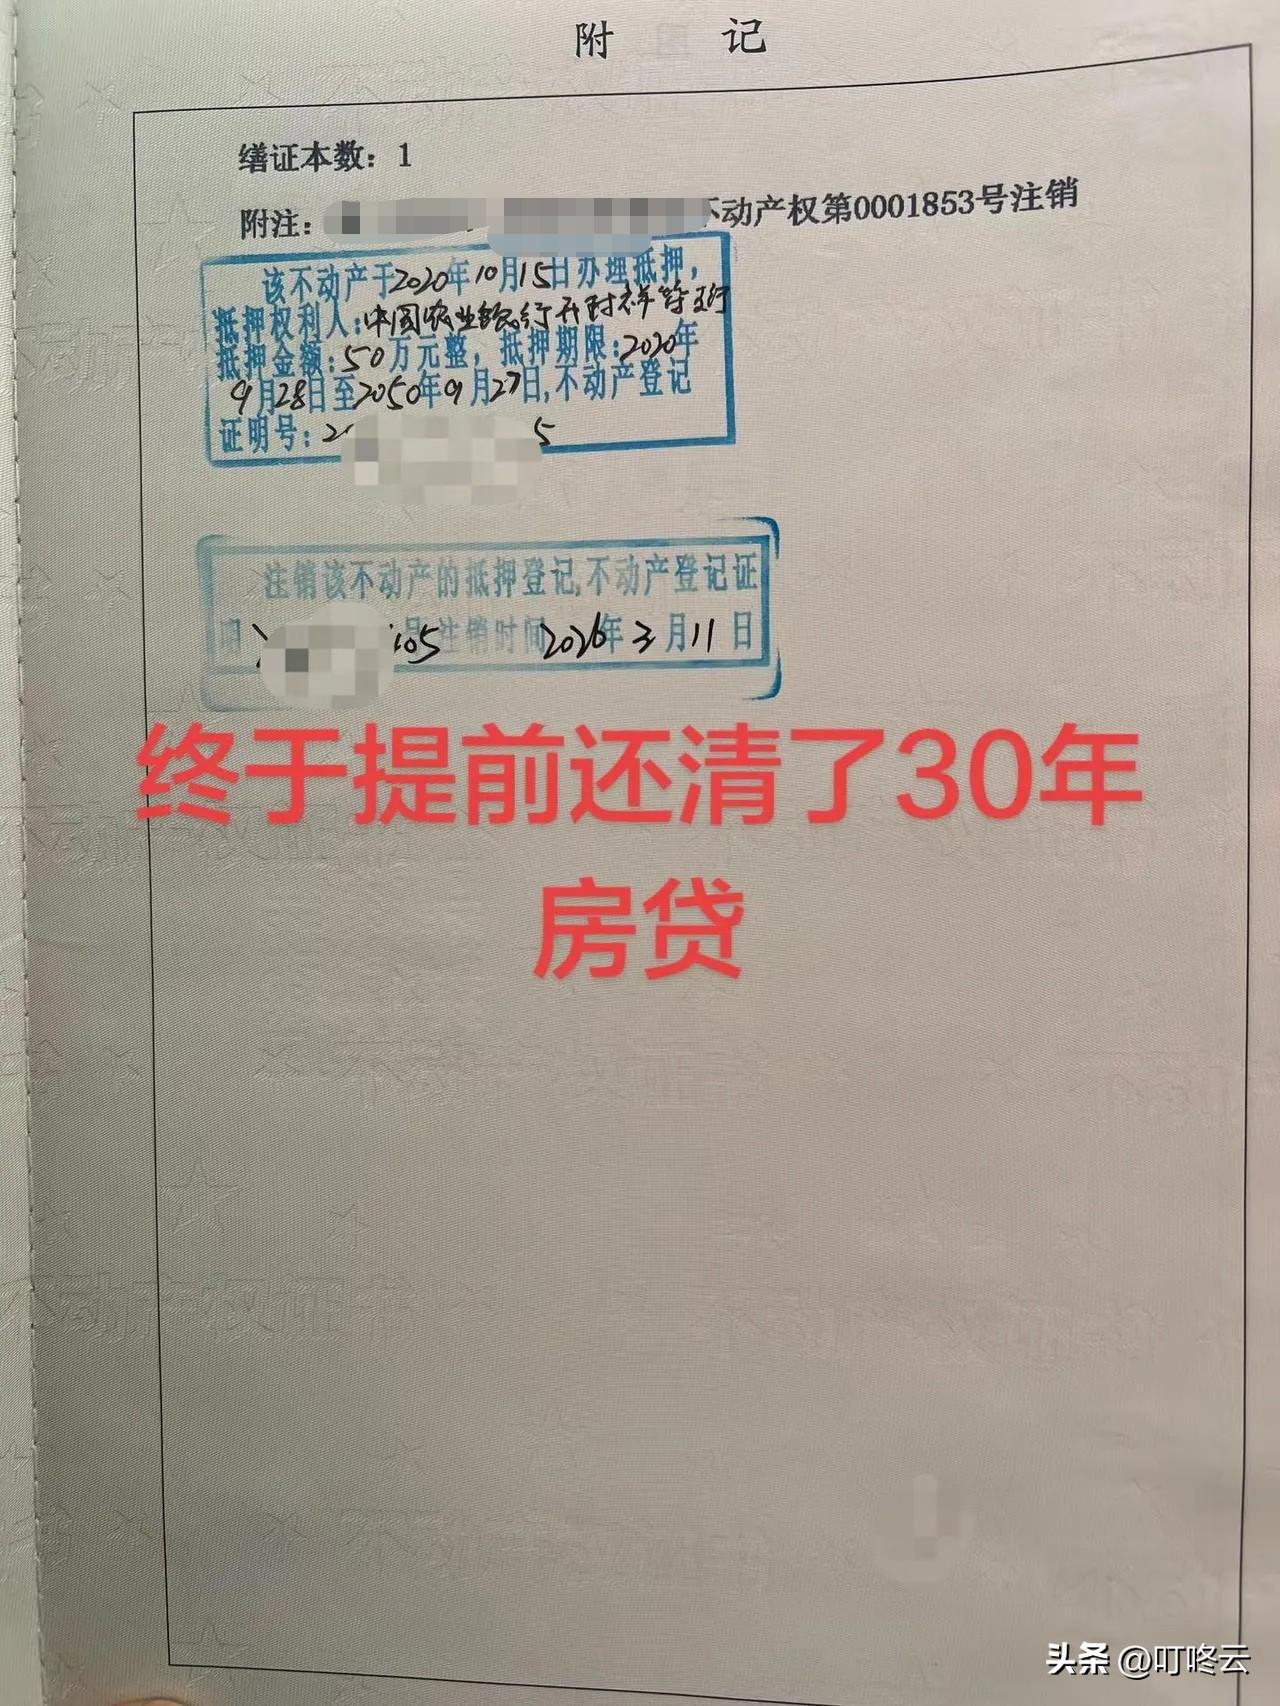 附 记
缮证本数：1
附注： 不动产权第0001853号注销
该不动产于2020年10月15日办理抵押，
抵押权利人：中国农业银行开封祥符支行
抵押金额：50万元整，抵押期限：2020年
9月28日至2050年9月27日，不动产登记
证明号：2 5
注销该不动产的抵押登记，不动产登记证
明 105号注销时间2026年3月11日
终于提前还清了30年
房贷
头条 @叮咚云